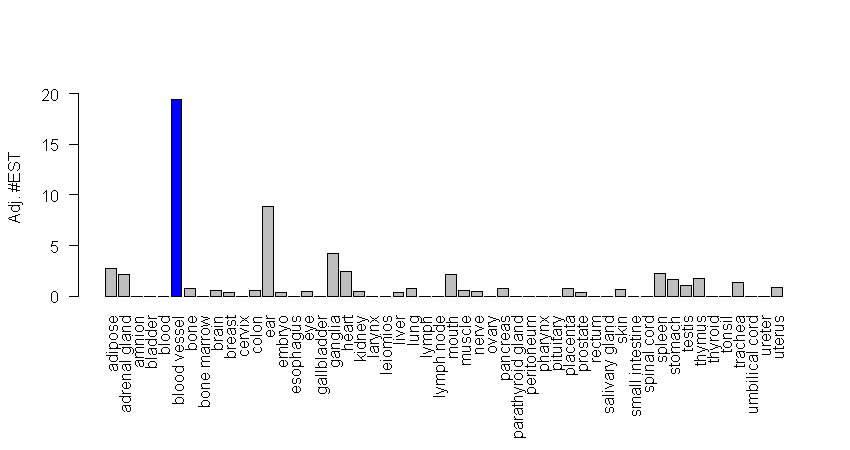 Adj. #EST
20
15
10
5
0
adipose
adrenal gland
amnion
bladder
blood
blood vessel
bone
bone marrow
brain
breast
cervix
colon
ear
embryo
esophagus
eye
gallbladder
ganglia
heart
kidney
larynx
leiomios
liver
lung
lymph
lymph node
mouth
muscle
nerve
ovary
pancreas
parathyroid gland
peritoneum
pharynx
pituitary
placenta
prostate
rectum
salivary gland
skin
small intestine
spinal cord
spleen
stomach
testis
thymus
thyroid
tonsil
trachea
umbilical cord
ureter
uterus